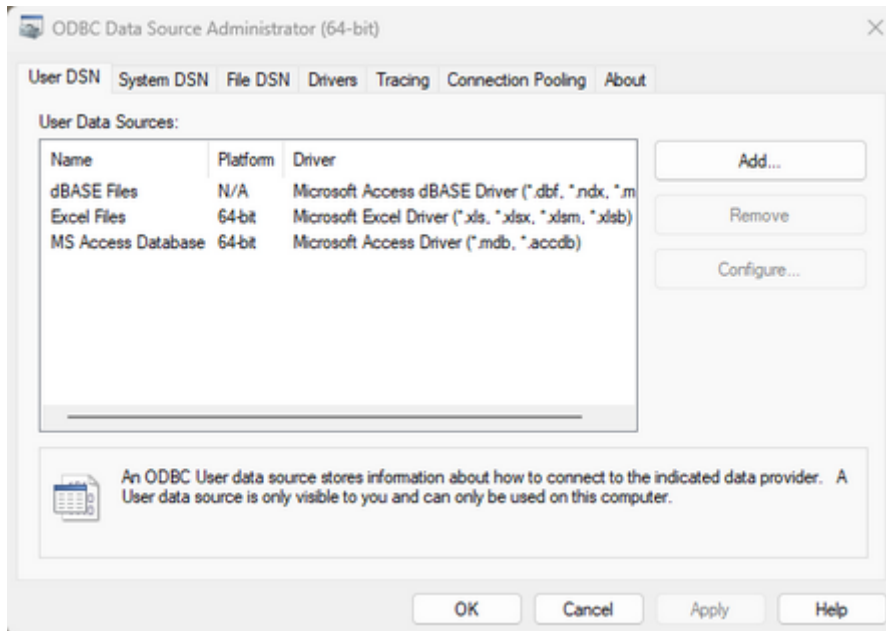 ODBC Data Source Administrator (64-bit)
User DSN System DSN File DSN Drivers Tracing Connection Pooling About
User Data Sources:
Name Platform Driver
dBASE Files N/A Microsoft Access dBASE Driver (*.dbf, *.ndx, *.m
Excel Files 64-bit Microsoft Excel Driver (*.xls, *.xlsx, *.xlsm, *.xlsb)
MS Access Database 64-bit Microsoft Access Driver (*.mdb, *.accdb)
Add...
Remove
Configure...
An ODBC User data source stores information about how to connect to the indicated data provider. A
User data source is only visible to you and can only be used on this computer.
OK Cancel Apply Help